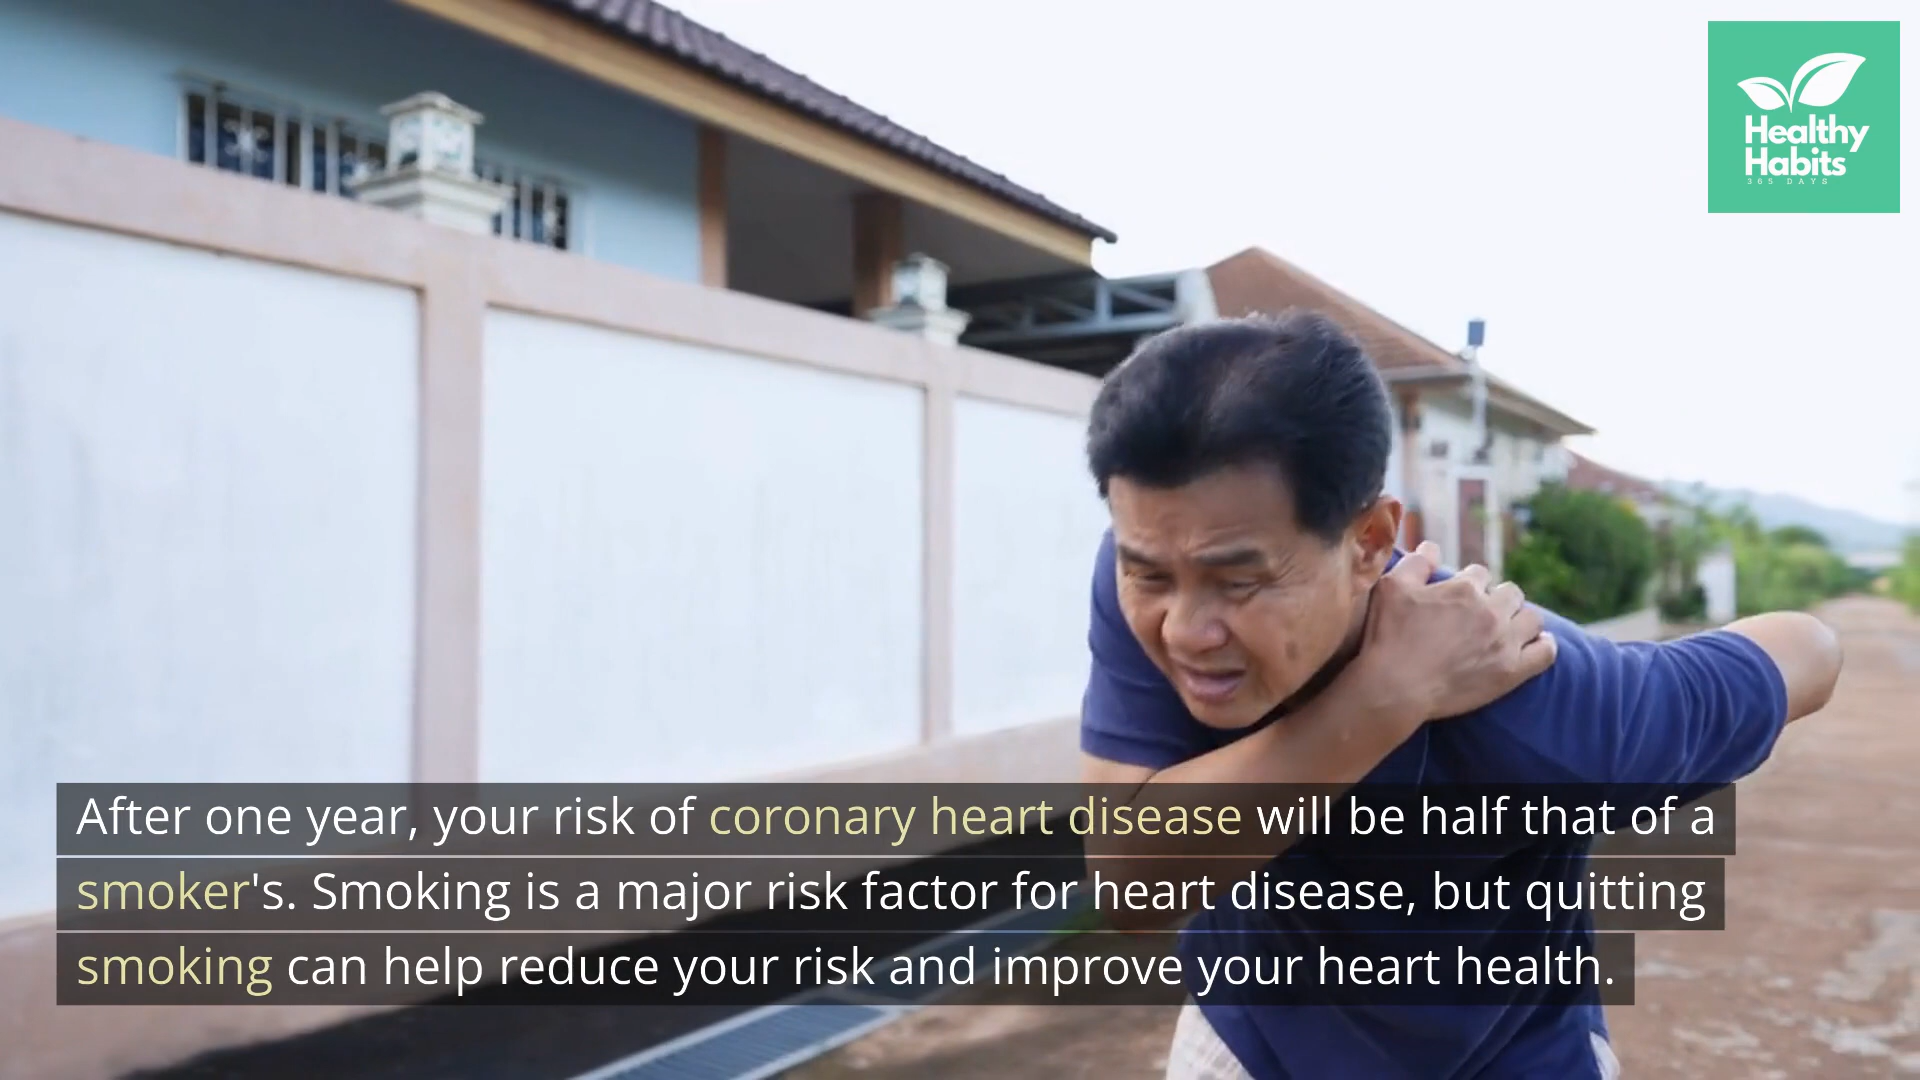 Healthy
Habits
365 DAYS
After one year, your risk of coronary heart disease will be half that of a
smoker's. Smoking is a major risk factor for heart disease, but quitting
smoking can help reduce your risk and improve your heart health.